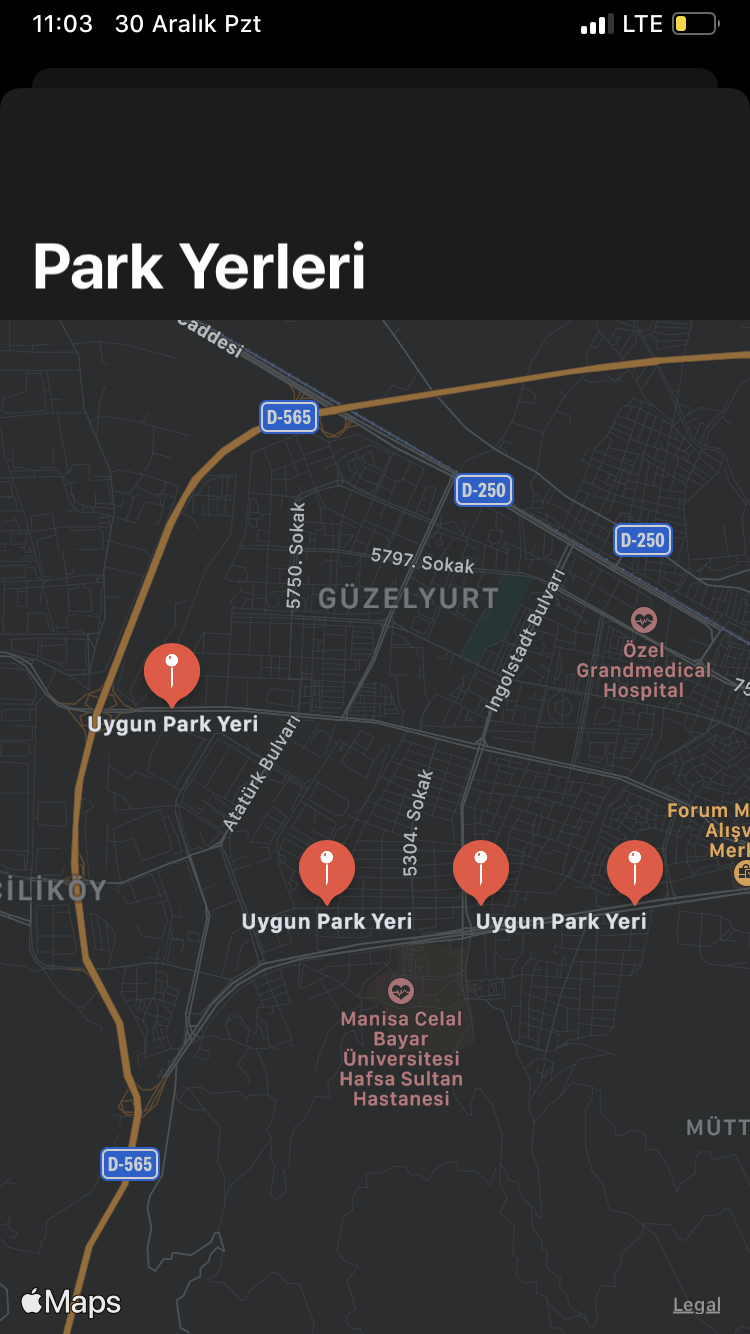 11:03 30 Aralık Pzt
LTE
Park Yerleri
Caddesi
D-565
D-250
D-250
5750. Sokak
5797. Sokak
GÜZELYURT
Ingolstadt Bulvarı
Özel
Grandmedical
Hospital
75
Uygun Park Yeri
Atatürk Bulvarı
5304. Sokak
Forum M
Alışv
Merk
CİLİKÖY
Uygun Park Yeri
Uygun Park Yeri
Manisa Celal
Bayar
Üniversitesi
Hafsa Sultan
Hastanesi
MÜTT
D-565
Maps
Legal